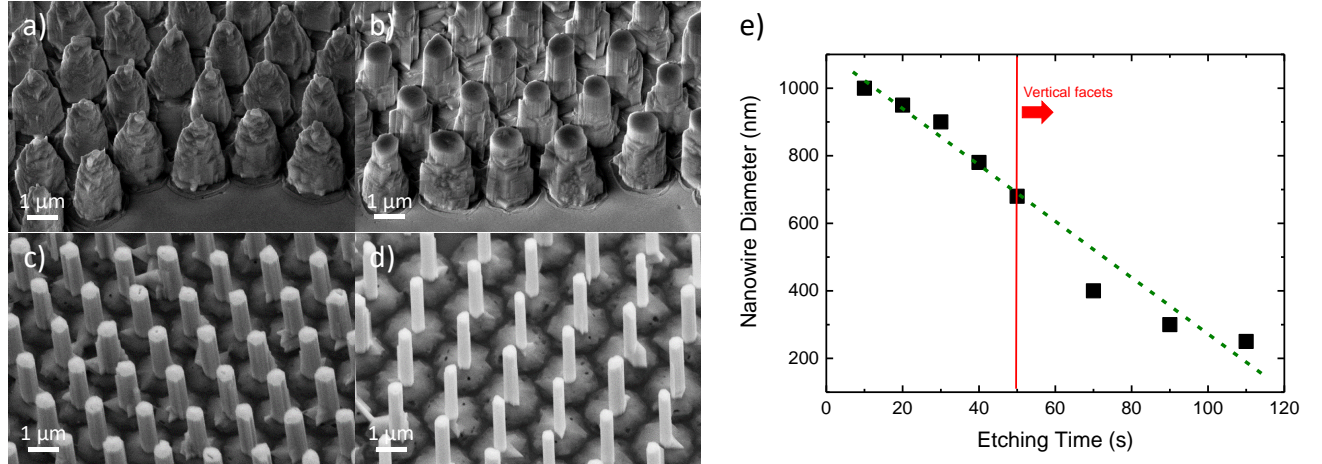 a)
1 µm
b)
1 µm
c)
1 µm
d)
1 µm
e)
Nanowire Diameter (nm)
1000
800
600
400
200
Vertical facets
0 20 40 60 80 100 120
Etching Time (s)